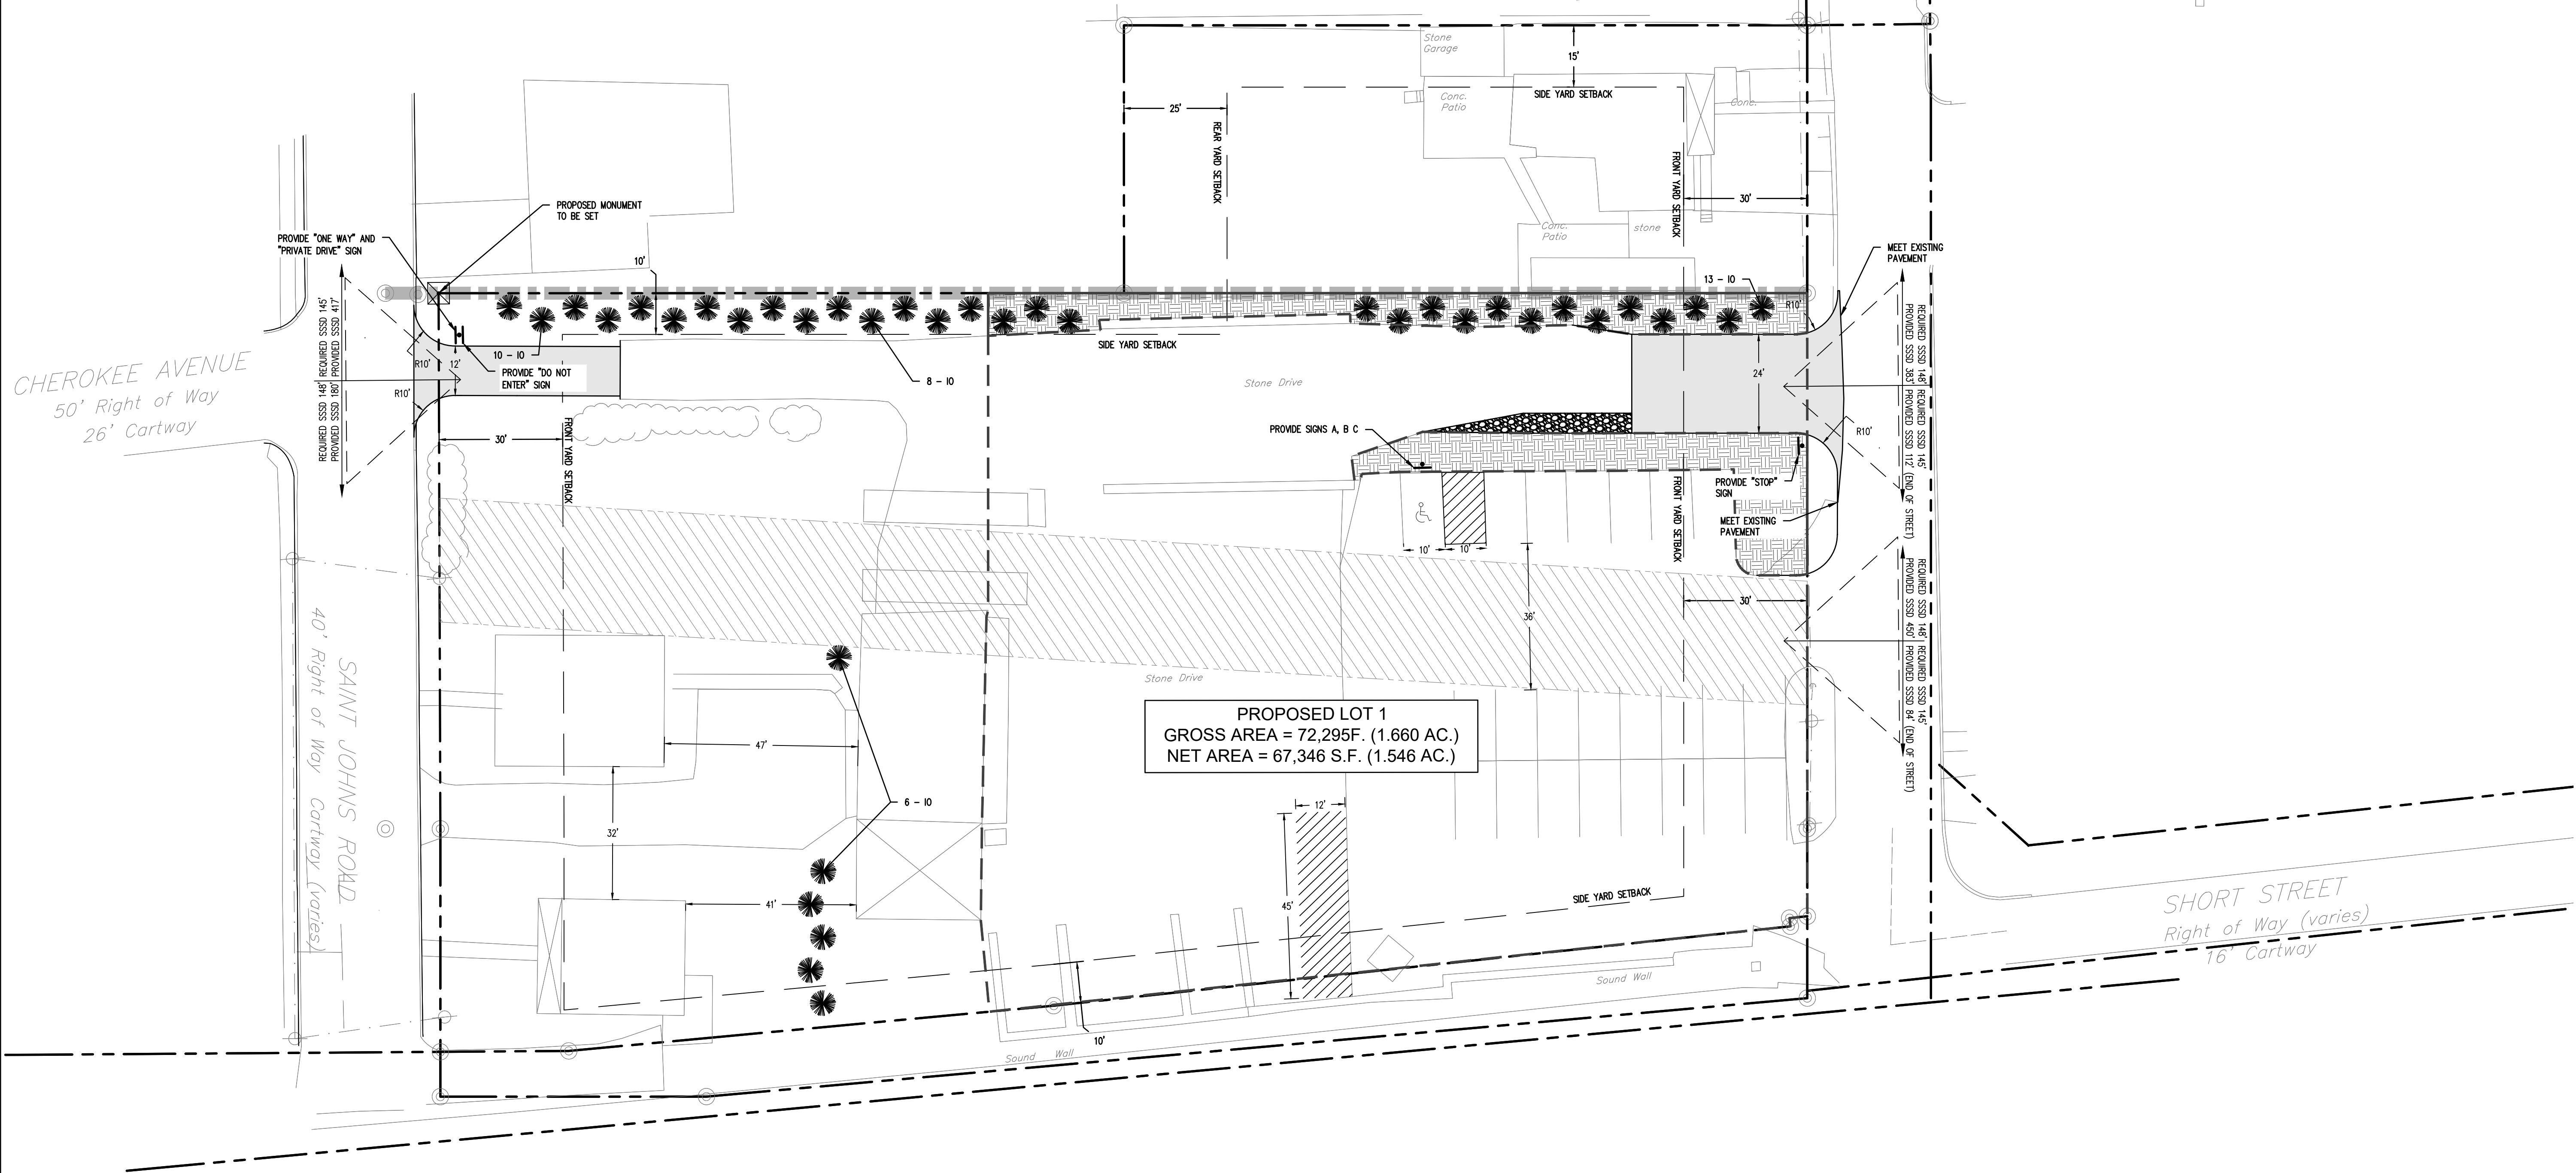 Stone
Garage
15'
SIDE YARD SETBACK
Conc.
Patio
Conc.
25'
REAR YARD SETBACK
FRONT YARD SETBACK
30'
Conc.
Patio
stone
PROPOSED MONUMENT
TO BE SET
PROVIDE "ONE WAY" AND
"PRIVATE DRIVE" SIGN
10'
MEET EXISTING
PAVEMENT
13 - IO
R10'
REQUIRED SSSD 148' REQUIRED SSSD 145'
PROVIDED SSSD 180' PROVIDED SSSD 417'
REQUIRED SSSD 148' REQUIRED SSSD 145'
PROVIDED SSSD 383' PROVIDED SSSD 112' (END OF STREET)
CHEROKEE AVENUE
50' Right of Way
26' Cartway
R10'
12'
R10'
10 - IO
PROVIDE "DO NOT
ENTER" SIGN
8 - IO
SIDE YARD SETBACK
Stone Drive
24'
R10'
30'
FRONT YARD SETBACK
PROVIDE SIGNS A, B C
PROVIDE "STOP"
SIGN
FRONT YARD SETBACK
MEET EXISTING
PAVEMENT
10'
10'
36'
30'
REQUIRED SSSD 148' REQUIRED SSSD 145'
PROVIDED SSSD 450' PROVIDED SSSD 84' (END OF STREET)
SAINT JOHNS ROAD
40' Right of Way Cartway (varies)
Stone Drive
PROPOSED LOT 1
GROSS AREA = 72,295F. (1.660 AC.)
NET AREA = 67,346 S.F. (1.546 AC.)
47'
6 - IO
32'
12'
45'
41'
SIDE YARD SETBACK
SHORT STREET
Right of Way (varies)
16' Cartway
Sound Wall
10'
Sound Wall